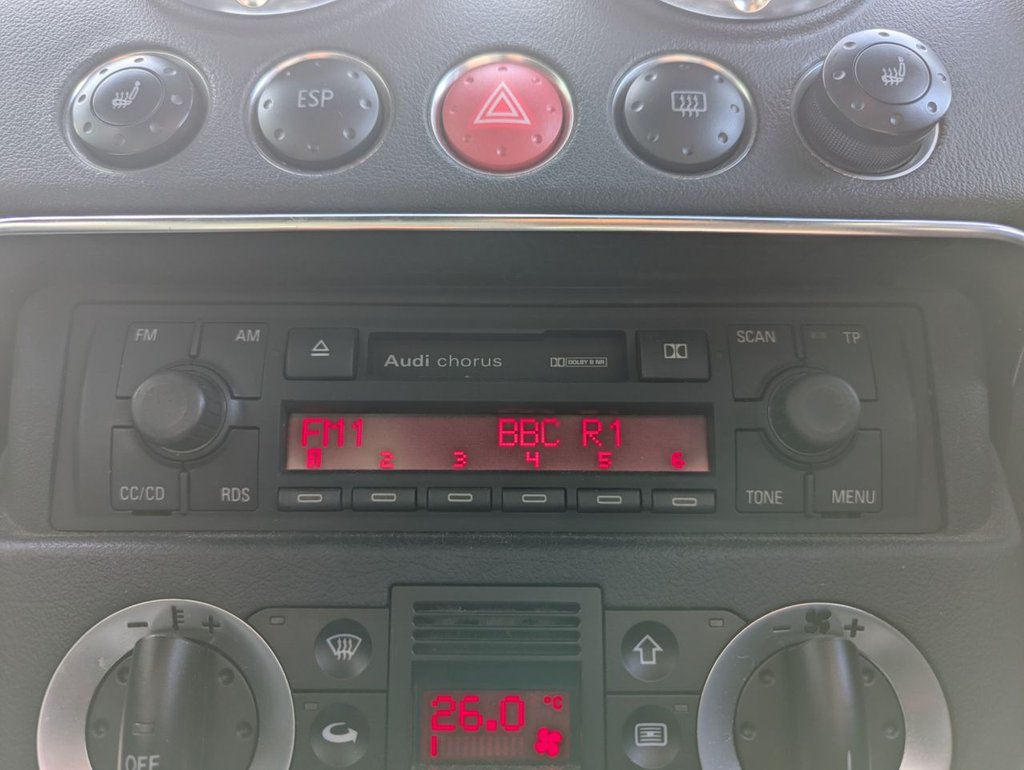 ESP
FM AM
Audi chorus
DOLBY B NR
SCAN TP
FM1 BBC R1
1 2 3 4 5 6
CC/CD RDS
TONE MENU
- +
- +
26.0 °C
OFF